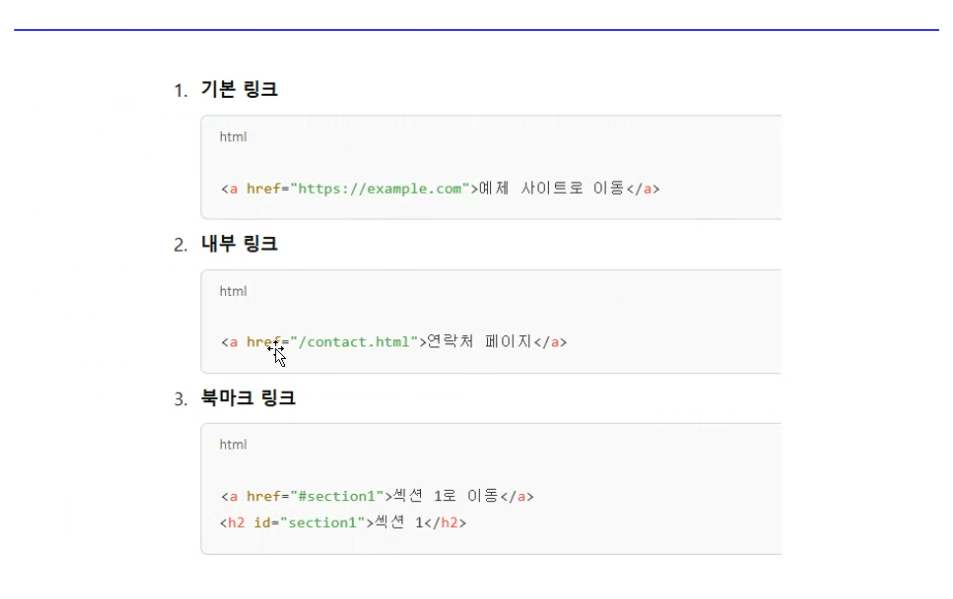 1. 기본 링크
html
<a href="https://example.com">예제 사이트로 이동</a>
2. 내부 링크
html
<a href="/contact.html">연락처 페이지</a>
3. 북마크 링크
html
<a href="#section1">섹션 1로 이동</a>
<h2 id="section1">섹션 1</h2>